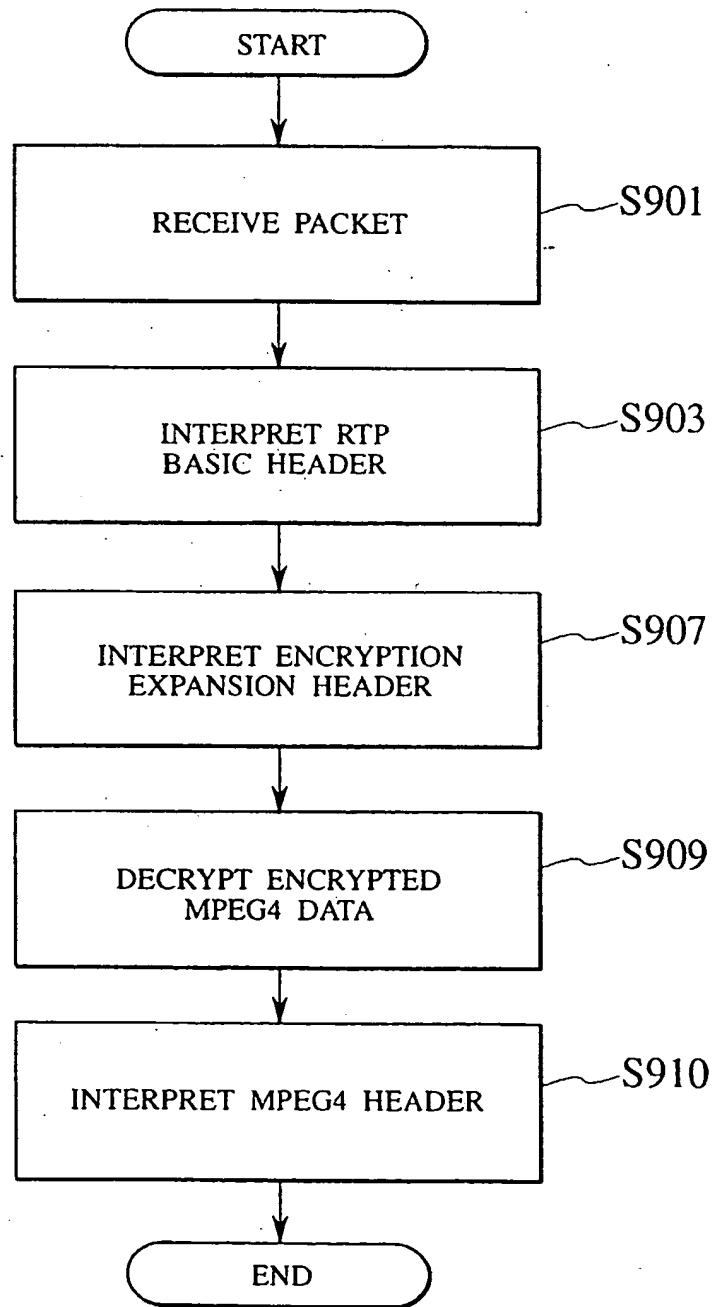 START
RECEIVE PACKET
S901
INTERPRET RTP
BASIC HEADER
S903
INTERPRET ENCRYPTION
EXPANSION HEADER
S907
DECRYPT ENCRYPTED
MPEG4 DATA
S909
INTERPRET MPEG4 HEADER
S910
END